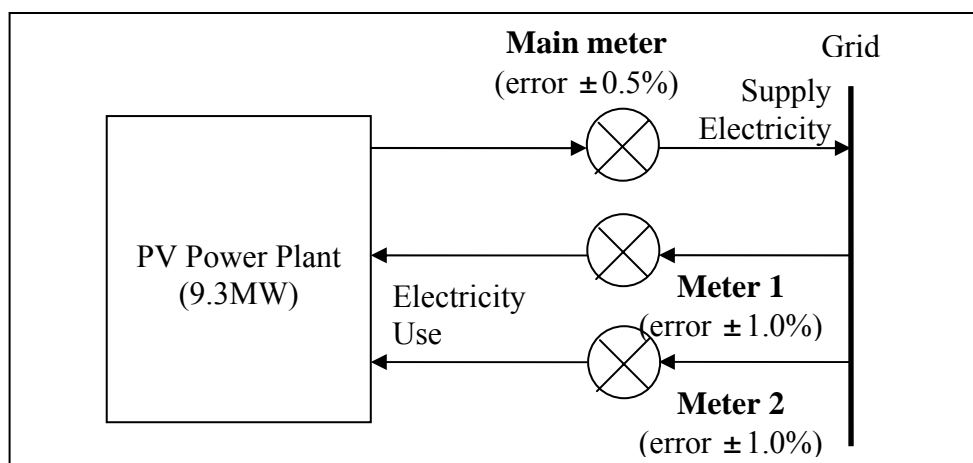 Main meter
(error ±0.5%)
Grid
Supply
Electricity
PV Power Plant
(9.3MW)
Electricity
Use
Meter 1
(error ±1.0%)
Meter 2
(error ±1.0%)